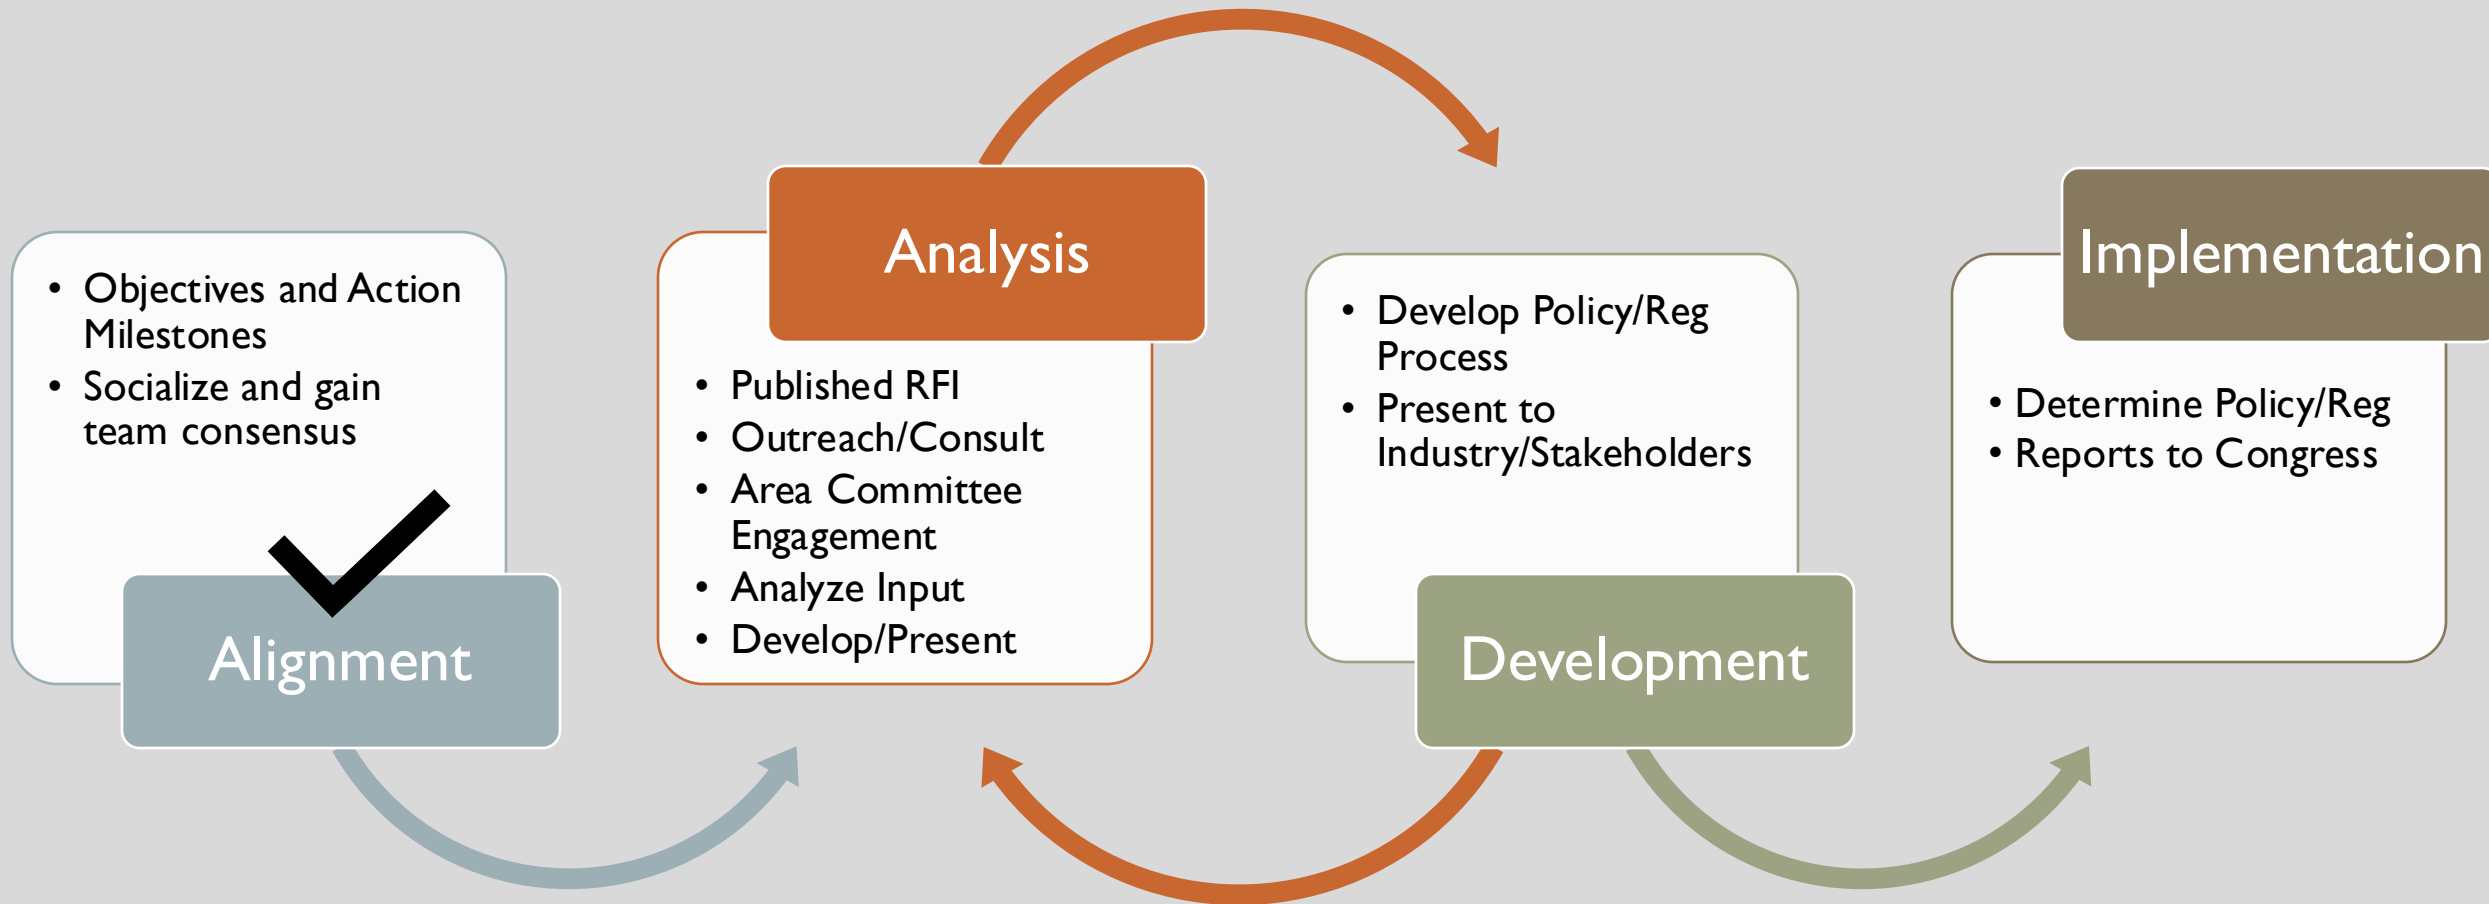 • Objectives and Action
Milestones
• Socialize and gain
team consensus
Alignment
Analysis
• Published RFI
• Outreach/Consult
• Area Committee
Engagement
• Analyze Input
• Develop/Present
• Develop Policy/Reg
Process
• Present to
Industry/Stakeholders
Development
Implementation
• Determine Policy/Reg
• Reports to Congress